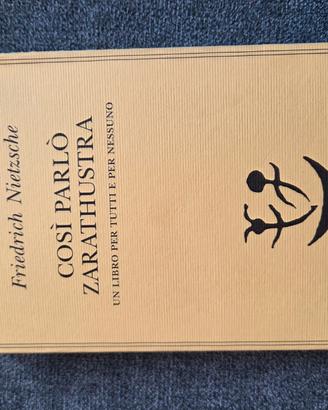 Friedrich Nietzsche
COSÌ PARLÒ
ZARATHUSTRA
UN LIBRO PER TUTTI E PER NESSUNO